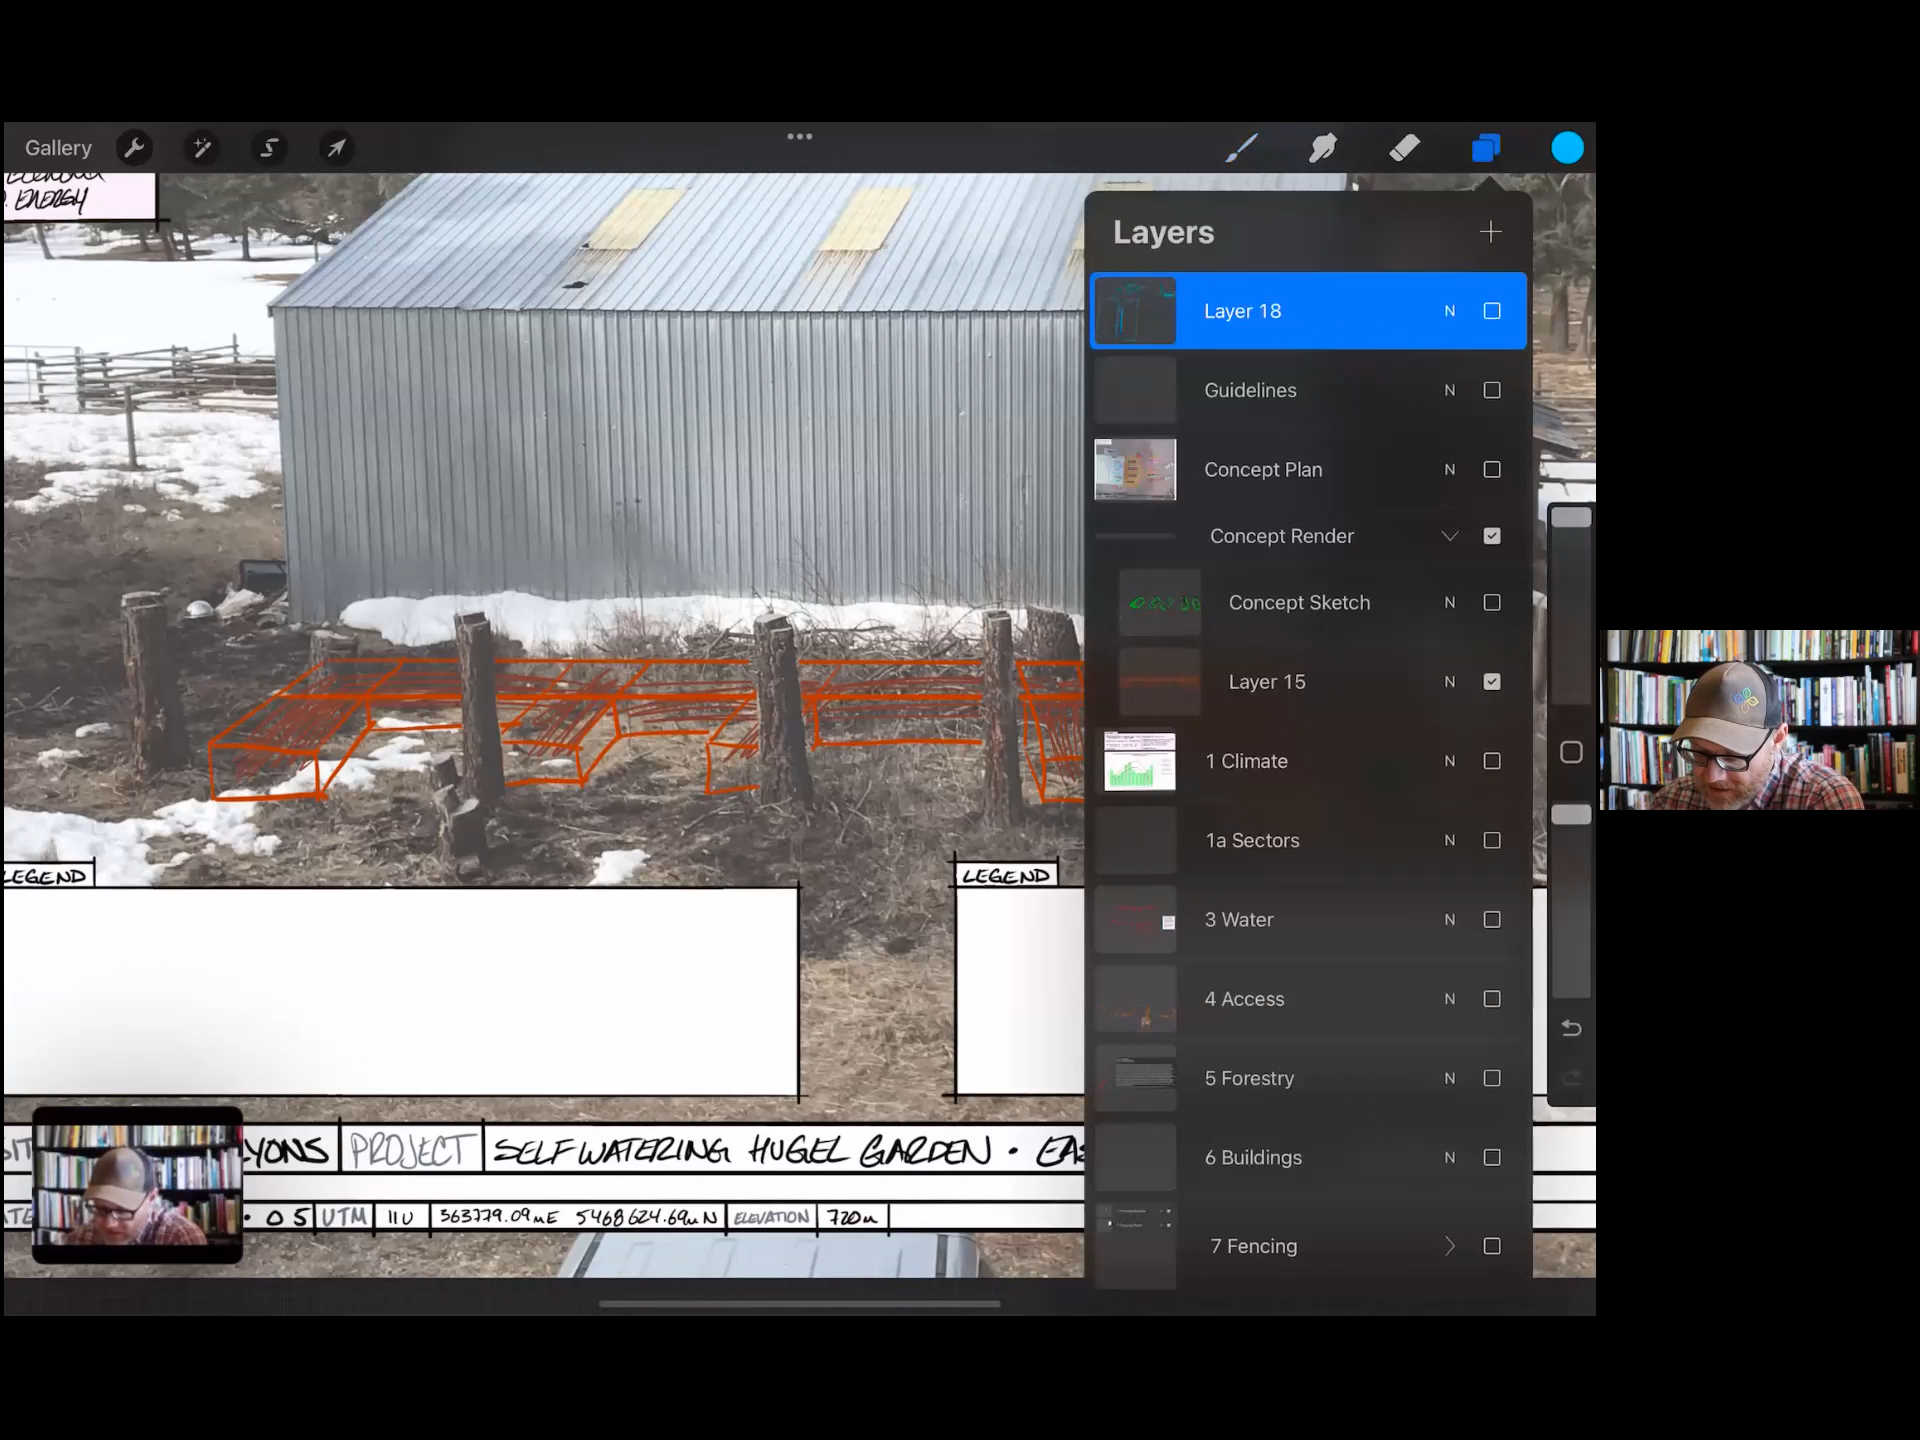 Gallery
ENERGY
Layers
Layer 18 N
Guidelines N
Concept Plan N
Concept Render
Concept Sketch N
Layer 15 N
1 Climate N
1a Sectors N
3 Water N
4 Access N
5 Forestry N
6 Buildings N
7 Fencing
LEGEND
LEGEND
YONS PROJECT SELF WATERING HUGEL GARDEN • EAS
• 05 UTM 11U 363779.09mE 5468624.69mN ELEVATION 720m